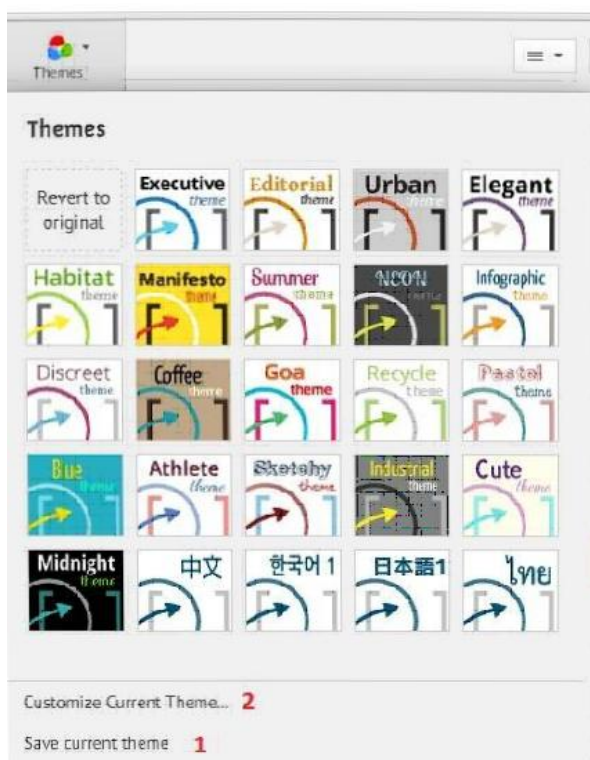 Themes
Themes
Revert to
original
Executive
theme
Editorial
theme
Urban
theme
Elegant
theme
Habitat
theme
Manifesto
theme
Summer
theme
NEON
theme
Infographic
theme
Discreet
theme
Coffee
theme
Goa
theme
Recycle
theme
Pastel
theme
Blue
theme
Athlete
theme
Sketchy
theme
Industrial
theme
Cute
theme
Midnight
theme
中文
한국어 1
日本語1
ไทย
Customize Current Theme... 2
Save current theme 1